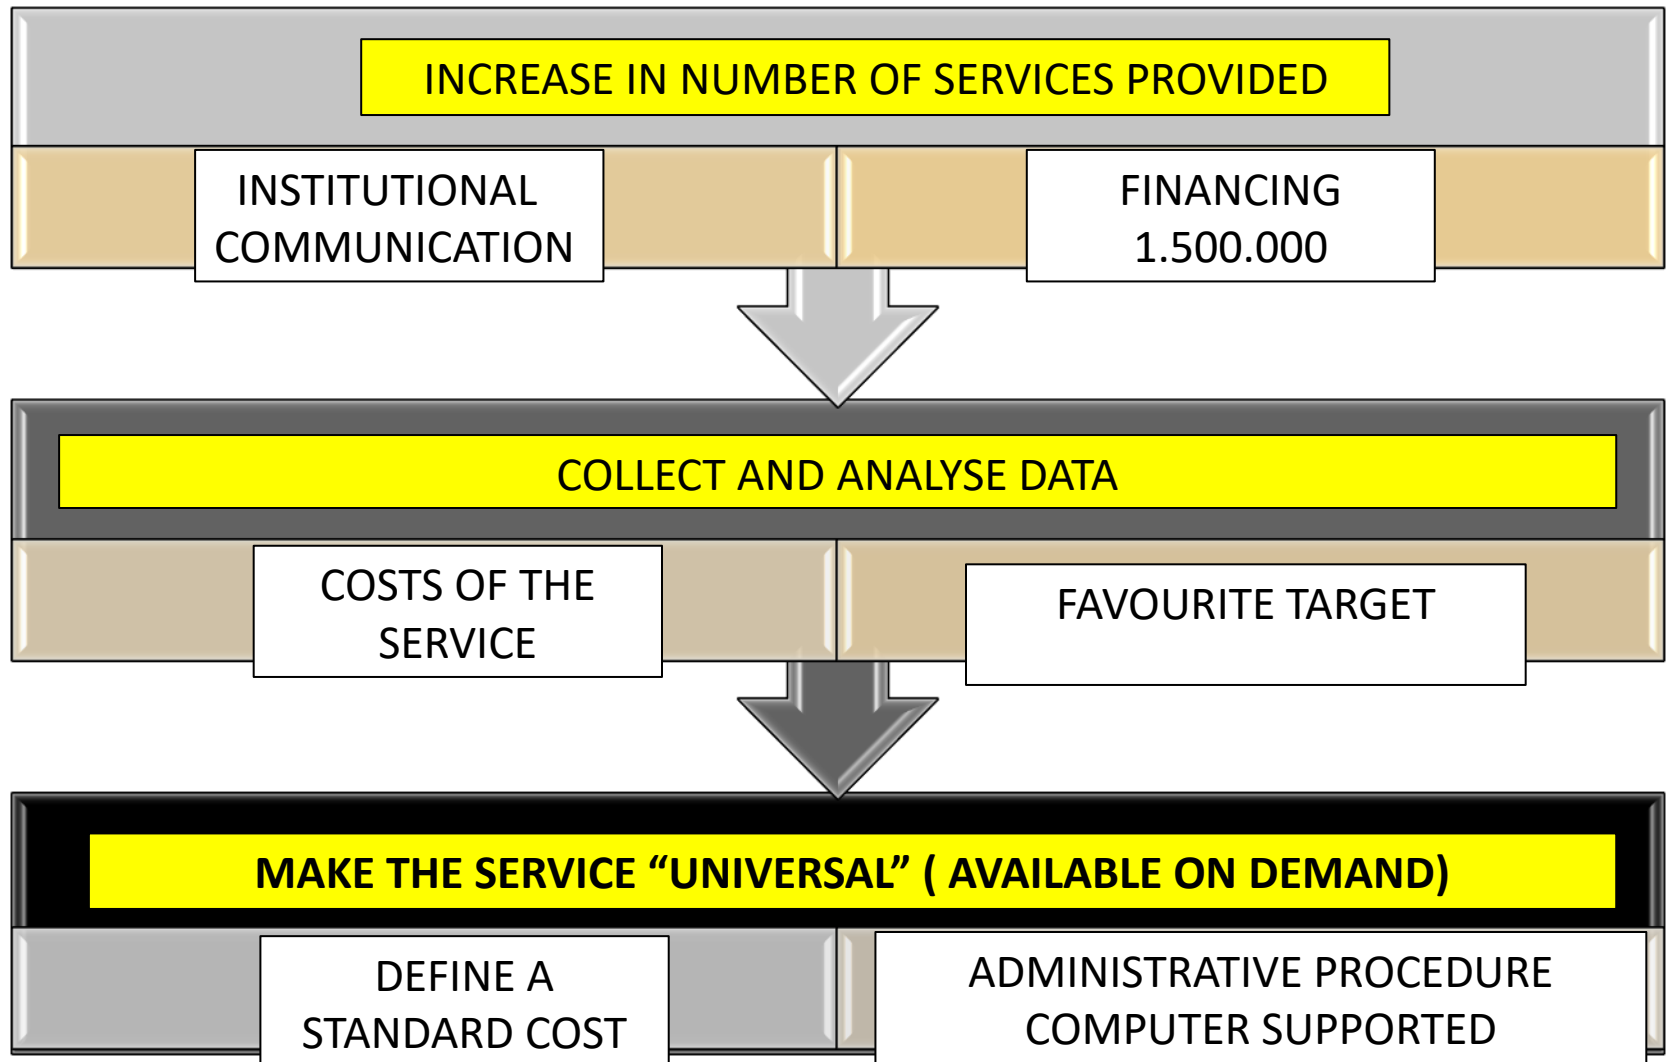 INCREASE IN NUMBER OF SERVICES PROVIDED
INSTITUTIONAL
COMMUNICATION
FINANCING
1.500.000
COLLECT AND ANALYSE DATA
COSTS OF THE
SERVICE
FAVOURITE TARGET
MAKE THE SERVICE “UNIVERSAL” ( AVAILABLE ON DEMAND)
DEFINE A
STANDARD COST
ADMINISTRATIVE PROCEDURE
COMPUTER SUPPORTED